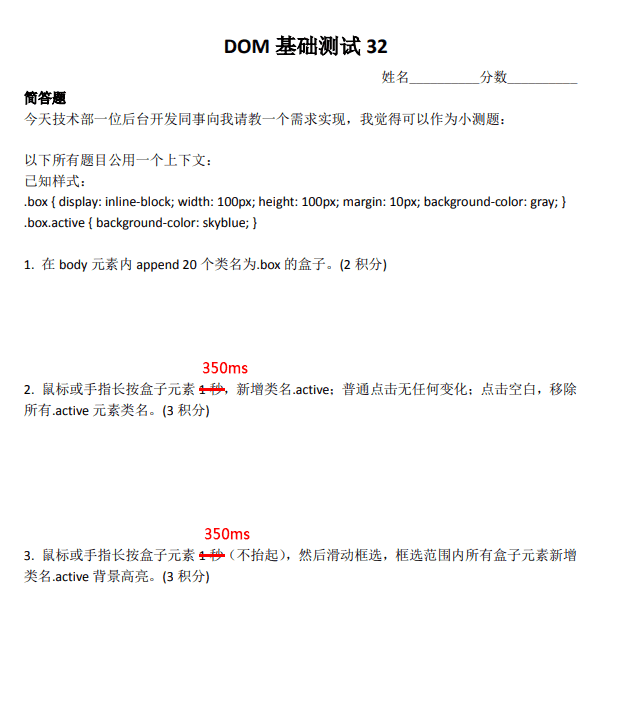 DOM 基础测试 32
姓名__________分数__________
简答题
今天技术部一位后台开发同事向我请教一个需求实现，我觉得可以作为小测题：
以下所有题目公用一个上下文：
已知样式：
.box { display: inline-block; width: 100px; height: 100px; margin: 10px; background-color: gray; }
.box.active { background-color: skyblue; }
1. 在 body 元素内 append 20 个类名为.box 的盒子。(2 积分)
350ms
2. 鼠标或手指长按盒子元素 1 秒，新增类名.active；普通点击无任何变化；点击空白，移除
所有.active 元素类名。(3 积分)
350ms
3. 鼠标或手指长按盒子元素 1 秒（不抬起），然后滑动框选，框选范围内所有盒子元素新增
类名.active 背景高亮。(3 积分)